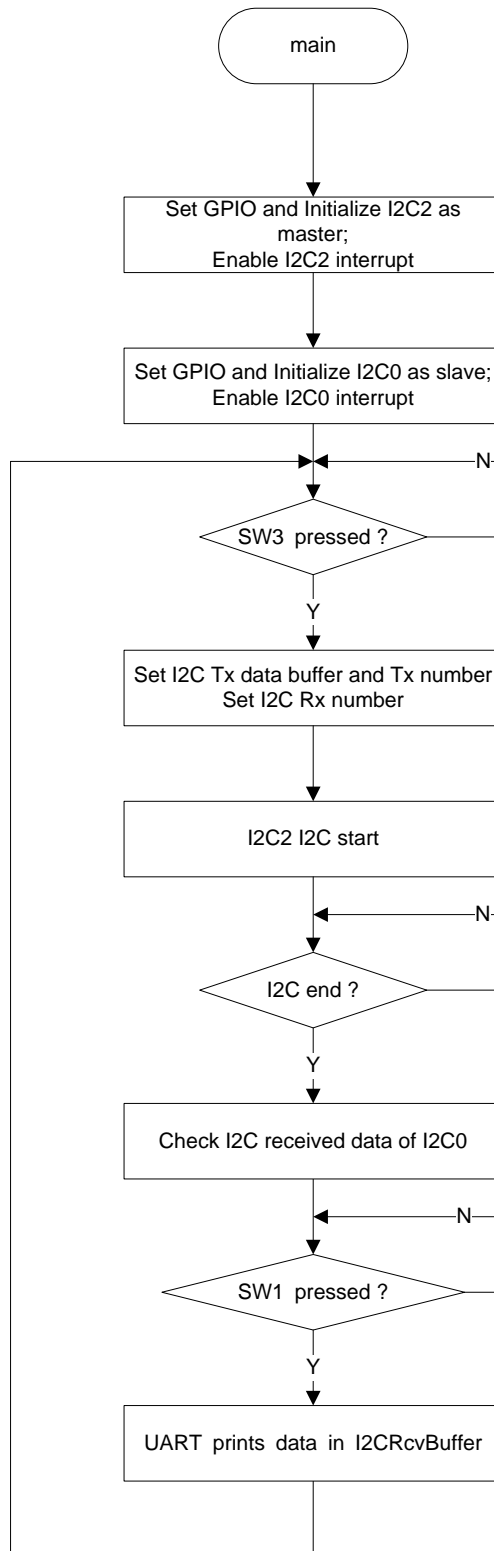 main
Set GPIO and Initialize I2C2 as
master;
Enable I2C2 interrupt
Set GPIO and Initialize I2C0 as slave;
Enable I2C0 interrupt
N
SW3 pressed ?
Y
Set I2C Tx data buffer and Tx number
Set I2C Rx number
I2C2 I2C start
N
I2C end ?
Y
Check I2C received data of I2C0
N
SW1 pressed ?
Y
UART prints data in I2CRcvBuffer